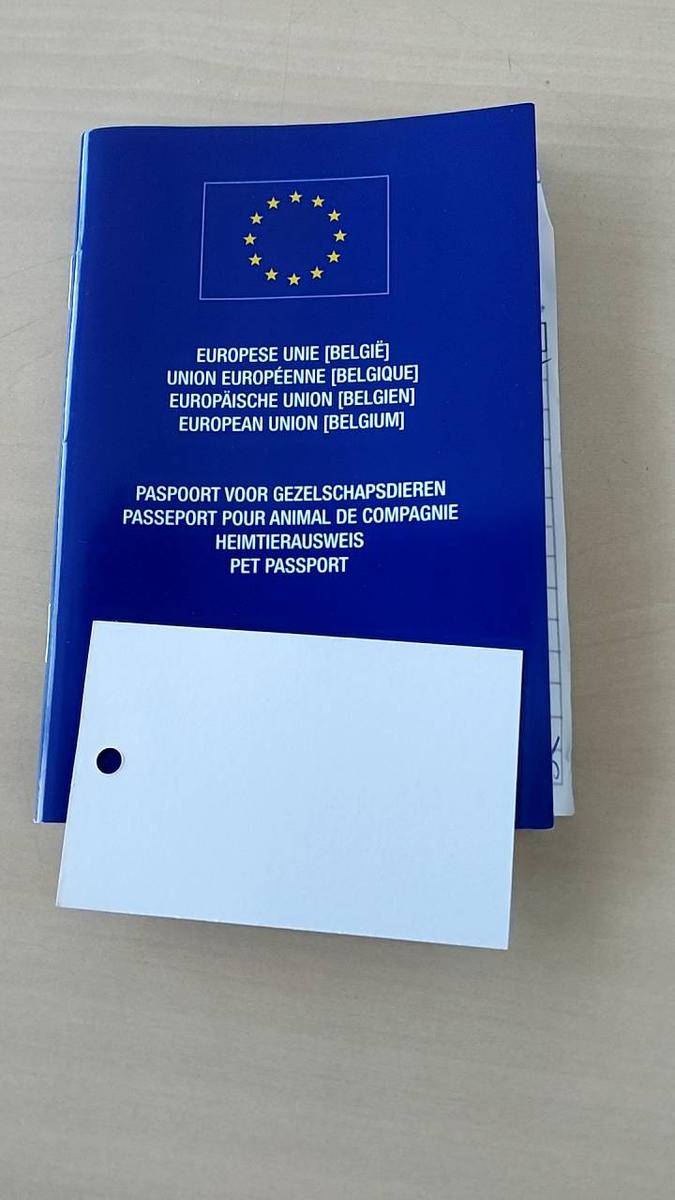 EUROPESE UNIE [BELGIË]
UNION EUROPÉENNE [BELGIQUE]
EUROPÄISCHE UNION [BELGIEN]
EUROPEAN UNION [BELGIUM]
PASPOORT VOOR GEZELSCHAPSDIEREN
PASSEPORT POUR ANIMAL DE COMPAGNIE
HEIMTIERAUSWEIS
PET PASSPORT